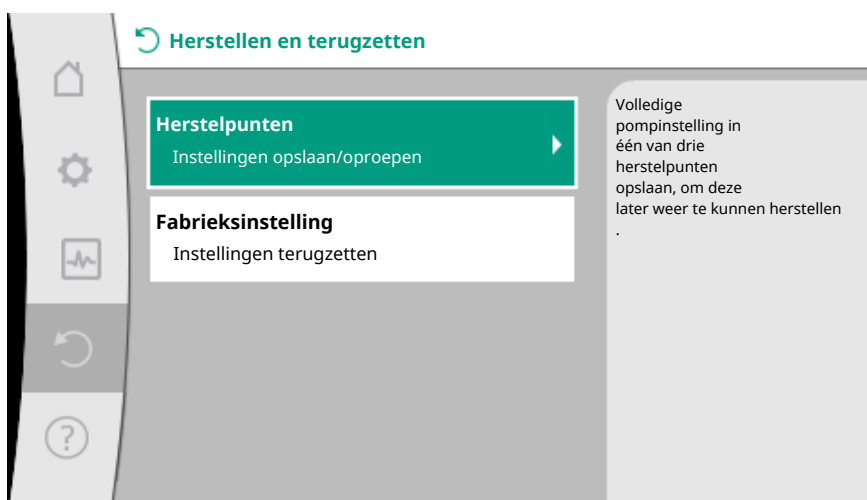 Herstellen en terugzetten
Herstelpunten
Instellingen opslaan/oproepen
Fabrieksinstelling
Instellingen terugzetten
Volledige
pompinstelling in
één van drie
herstelpunten
opslaan, om deze
later weer te kunnen herstellen
.
?